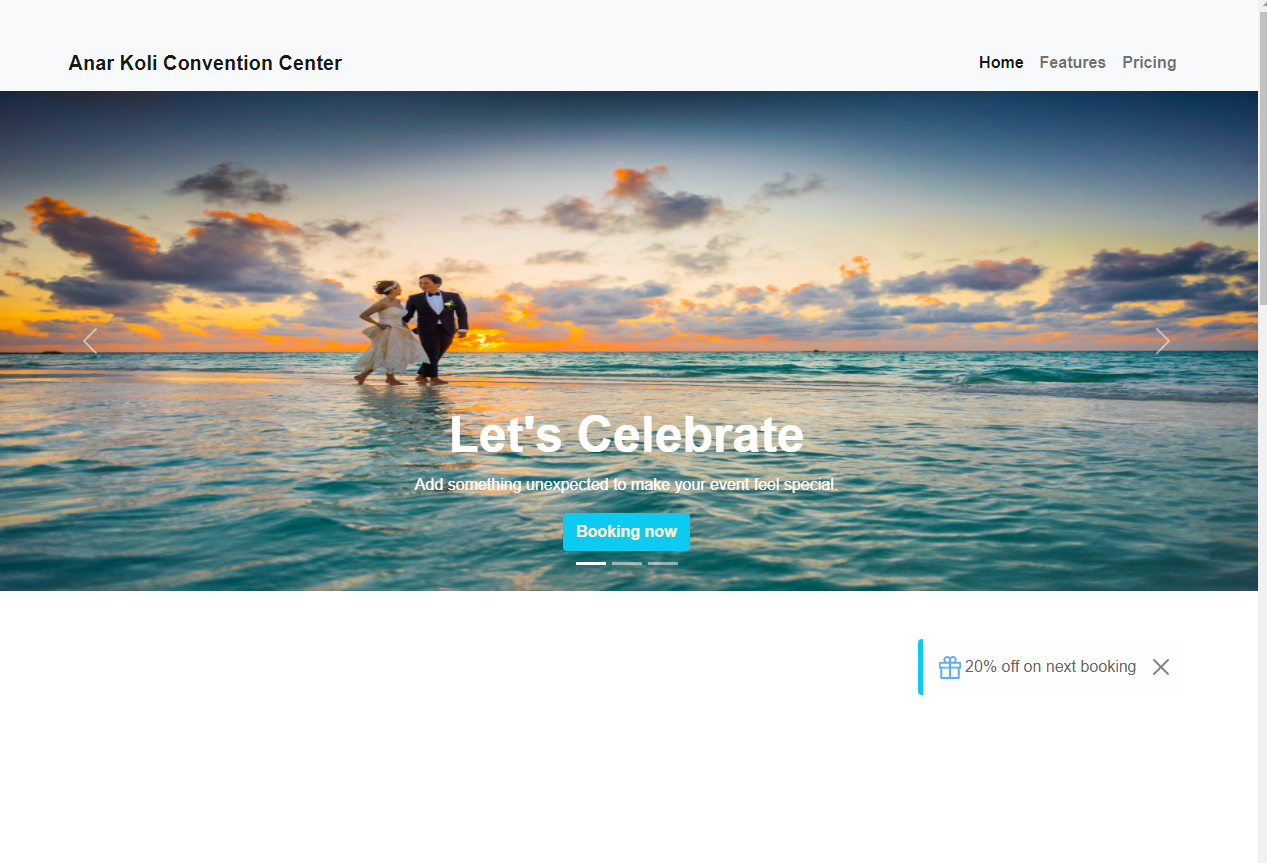 Anar Koli Convention Center
Home Features Pricing
Let's Celebrate
Add something unexpected to make your event feel special.
Booking now
20% off on next booking